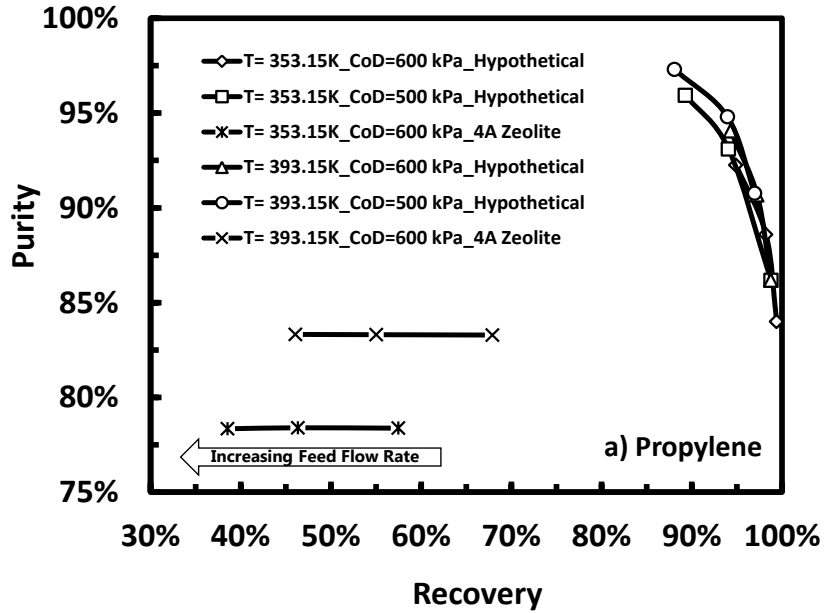 100%
97%
95%
90%
85%
80%
75%
Purity
T= 353.15K_CoD=600 kPa_Hypothetical
T= 353.15K_CoD=500 kPa_Hypothetical
T= 353.15K_CoD=600 kPa_4A Zeolite
T= 393.15K_CoD=600 kPa_Hypothetical
T= 393.15K_CoD=500 kPa_Hypothetical
T= 393.15K_CoD=600 kPa_4A Zeolite
Increasing Feed Flow Rate
a) Propylene
30% 40% 50% 60% 70% 80% 90% 100%
Recovery